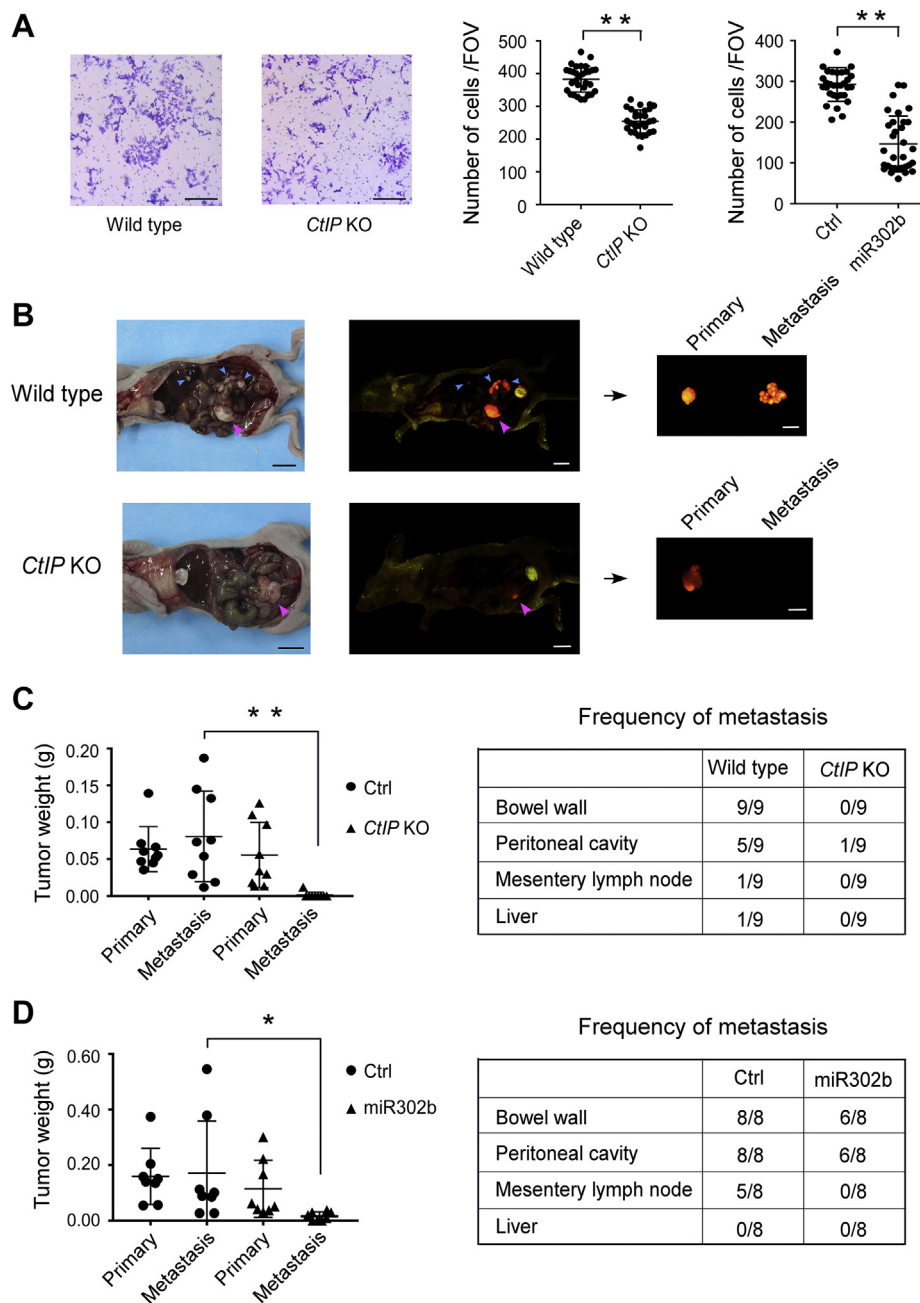 A
Wild type
CtIP KO
Number of cells /FOV
500
400
300
200
100
0
* *
Wild type
CtIP KO
Number of cells /FOV
400
300
200
100
0
* *
Ctrl
miR302b
B
Wild type
Primary
Metastasis
CtIP KO
Primary
Metastasis
C
Tumor weight (g)
0.20
0.15
0.10
0.05
0.00
* *
Ctrl
CtIP KO
Primary
Metastasis
Primary
Metastasis
Frequency of metastasis
Wild type CtIP KO
Bowel wall 9/9 0/9
Peritoneal cavity 5/9 1/9
Mesentery lymph node 1/9 0/9
Liver 1/9 0/9
D
Tumor weight (g)
0.60
0.40
0.20
0.00
*
Ctrl
miR302b
Primary
Metastasis
Primary
Metastasis
Frequency of metastasis
Ctrl miR302b
Bowel wall 8/8 6/8
Peritoneal cavity 8/8 6/8
Mesentery lymph node 5/8 0/8
Liver 0/8 0/8